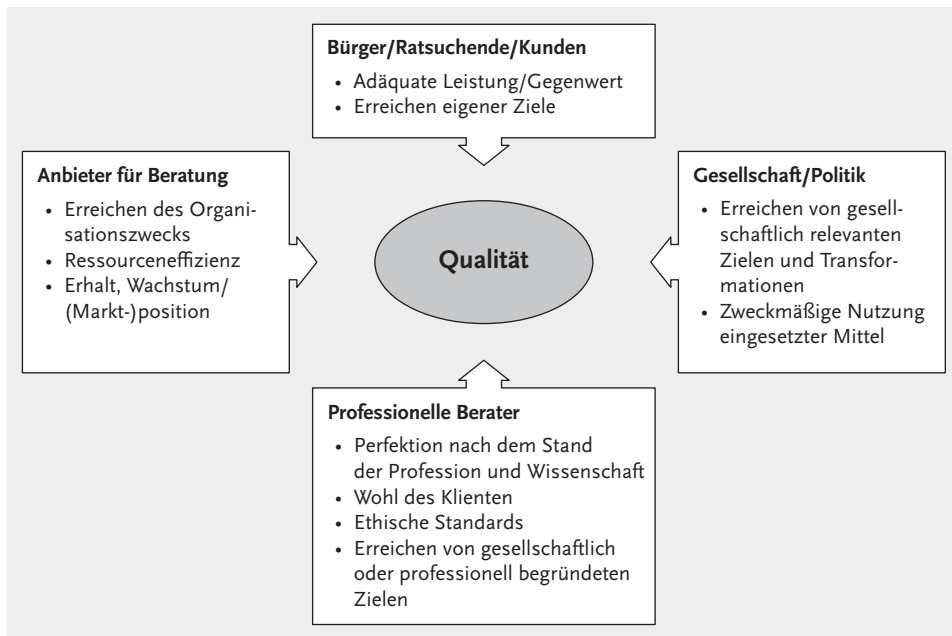 Bürger/Ratsuchende/Kunden
• Adäquate Leistung/Gegenwert
• Erreichen eigener Ziele
Anbieter für Beratung
• Erreichen des Organi-
sationszwecks
• Ressourceneffizienz
• Erhalt, Wachstum/
(Markt-)position
Qualität
Gesellschaft/Politik
• Erreichen von gesell-
schaftlich relevanten
Zielen und Transfor-
mationen
• Zweckmäßige Nutzung
eingesetzter Mittel
Professionelle Berater
• Perfektion nach dem Stand
der Profession und Wissenschaft
• Wohl des Klienten
• Ethische Standards
• Erreichen von gesellschaftlich
oder professionell begründeten
Zielen